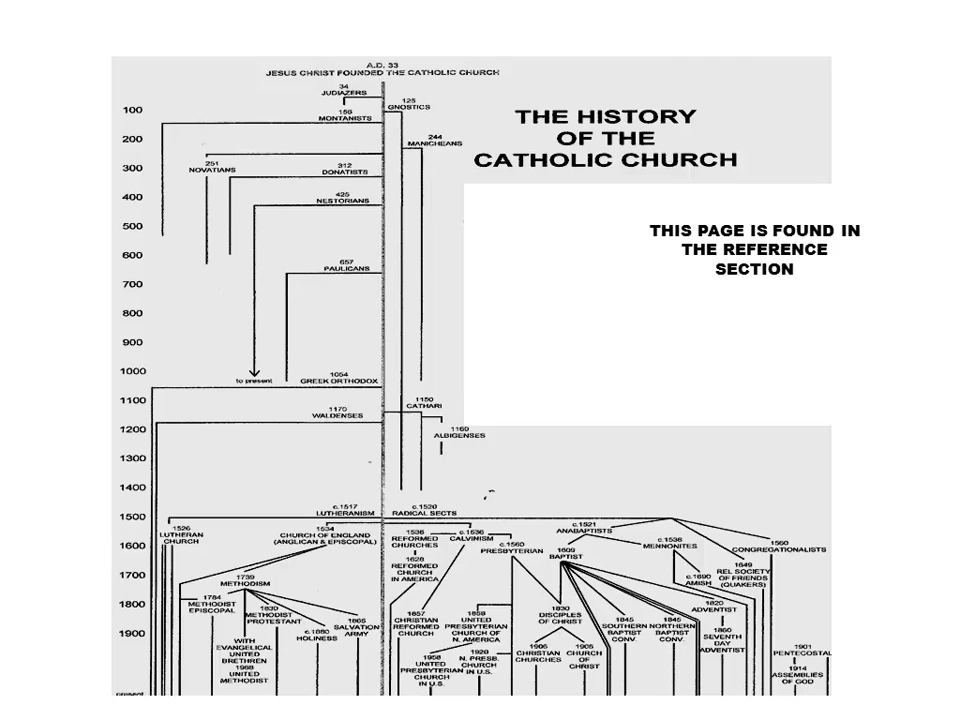 A.D. 33
JESUS CHRIST FOUNDED THE CATHOLIC CHURCH
THE HISTORY
OF THE
CATHOLIC CHURCH
THIS PAGE IS FOUND IN
THE REFERENCE
SECTION
34
JUDIAZERS
125
GNOSTICS
100
156
MONTANISTS
200
244
MANICHEANS
251
NOVATIANS
312
DONATISTS
300
400
425
NESTORIANS
500
600
657
PAULICANS
700
800
900
1000
to present
1054
GREEK ORTHODOX
1100
1150
CATHARI
1170
WALDENSES
1200
1160
ALBIGENSES
1300
1400
1500
c.1517
LUTHERANISM
c.1520
RADICAL SECTS
1526
LUTHERAN
CHURCH
1534
CHURCH OF ENGLAND
(ANGLICAN & EPISCOPAL)
1536
REFORMED
CHURCHES
c.1536
CALVINISM
c.1521
ANABAPTISTS
c.1536
MENNONITES
1560
CONGREGATIONALISTS
1600
c.1560
PRESBYTERIAN
1609
BAPTIST
1628
REFORMED
CHURCH
IN AMERICA
1649
REL SOCIETY
OF FRIENDS
(QUAKERS)
1700
1739
METHODISM
c.1690
AMISH
1800
1784
METHODIST
EPISCOPAL
1830
METHODIST
PROTESTANT
1865
SALVATION
ARMY
c.1880
HOLINESS
1857
CHRISTIAN
REFORMED
CHURCH
1858
UNITED
PRESBYTERIAN
CHURCH OF
N. AMERICA
1830
DISCIPLES
OF CHRIST
1845
SOUTHERN
BAPTIST
CONV.
1845
NORTHERN
BAPTIST
CONV.
1820
ADVENTIST
1860
SEVENTH
DAY
ADVENTIST
1900
WITH
EVANGELICAL
UNITED
BRETHREN
1968
UNITED
METHODIST
1958
UNITED
PRESBYTERIAN
CHURCH
IN U.S.
1920
N. PRESB.
CHURCH
IN U.S.
1906
CHRISTIAN
CHURCHES
1906
CHURCH
OF
CHRIST
1901
PENTECOSTAL
1914
ASSEMBLIES
OF GOD
present